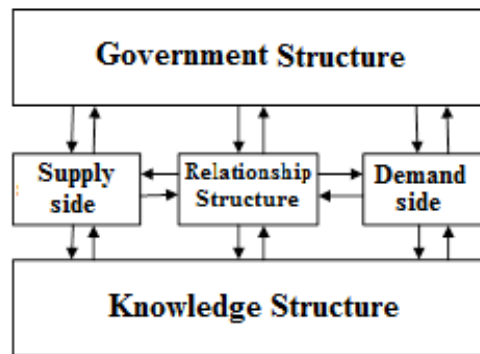 Government Structure
Supply
side
Relationship
Structure
Demand
side
Knowledge Structure